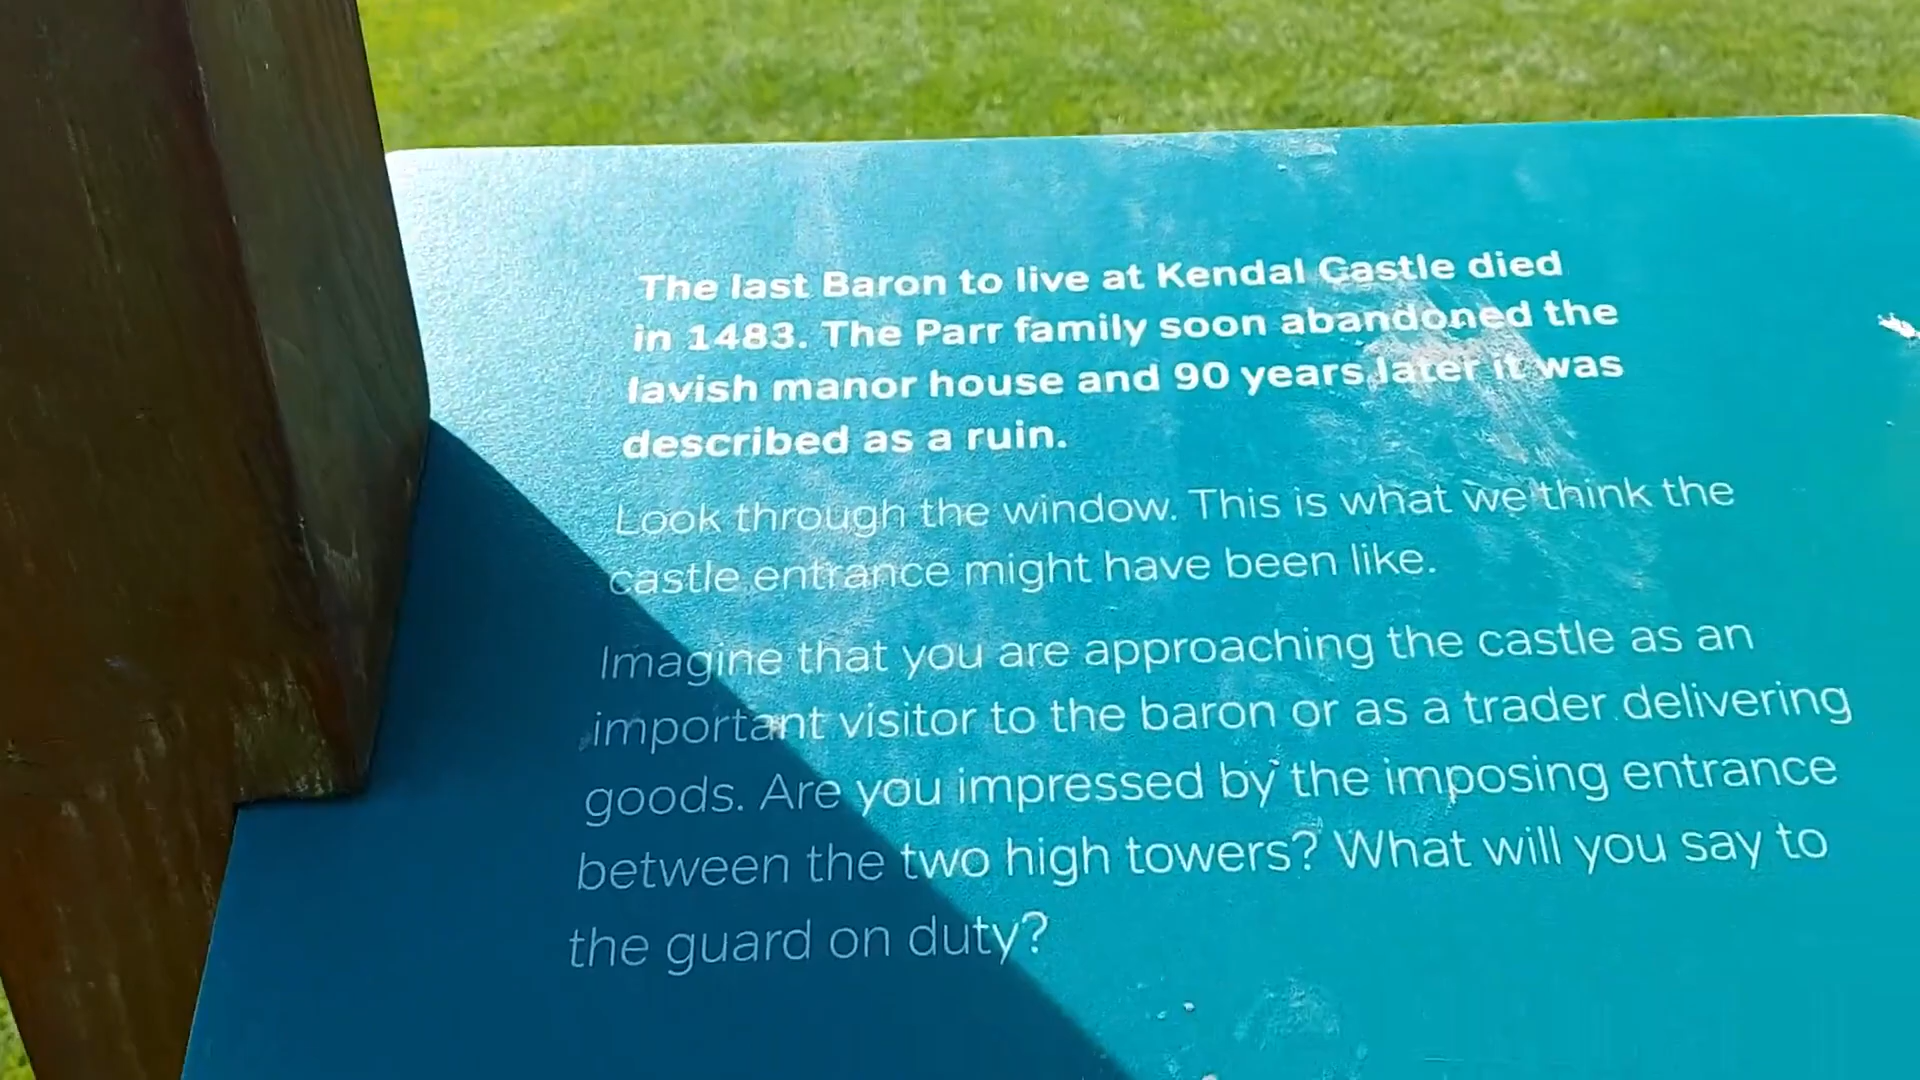 The last Baron to live at Kendal Castle died
in 1483. The Parr family soon abandoned the
lavish manor house and 90 years later it was
described as a ruin.
Look through the window. This is what we think the
castle entrance might have been like.
Imagine that you are approaching the castle as an
important visitor to the baron or as a trader delivering
goods. Are you impressed by the imposing entrance
between the two high towers? What will you say to
the guard on duty?